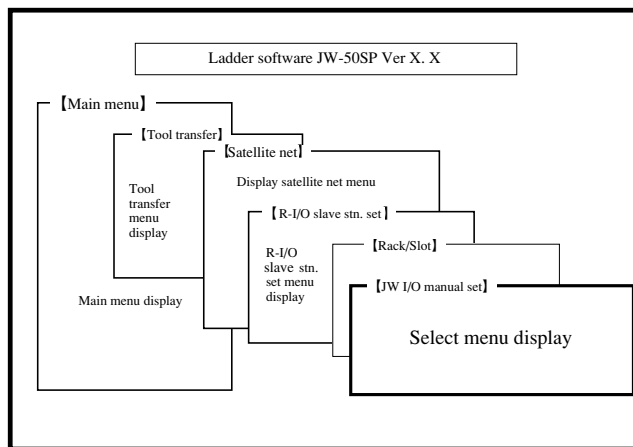 Ladder software JW-50SP Ver X. X
【Main menu】
【Tool transfer】
【Satellite net】
Display satellite net menu
Tool
transfer
menu
display
【R-I/O slave stn. set】
R-I/O
slave stn.
set menu
display
【Rack/Slot】
【JW I/O manual set】
Main menu display
Select menu display